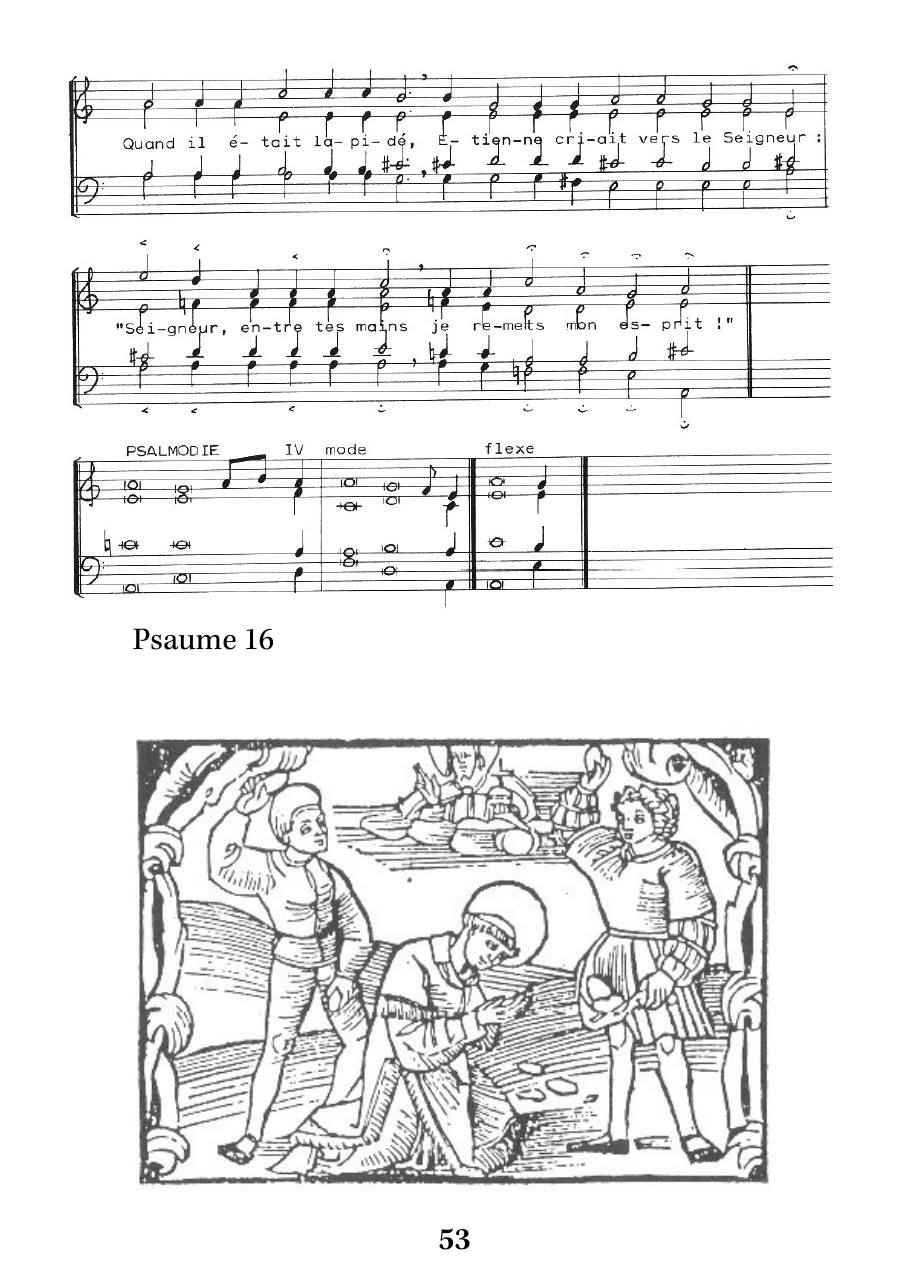 Quand il é- tait la- pi- dé, E- tien-ne cri-ait vers le Seigneur :
"Sei-gneur, en-tre tes mains je re-mets mon es- prit !"
PSALMODIE IV mode flexe
Psaume 16
53